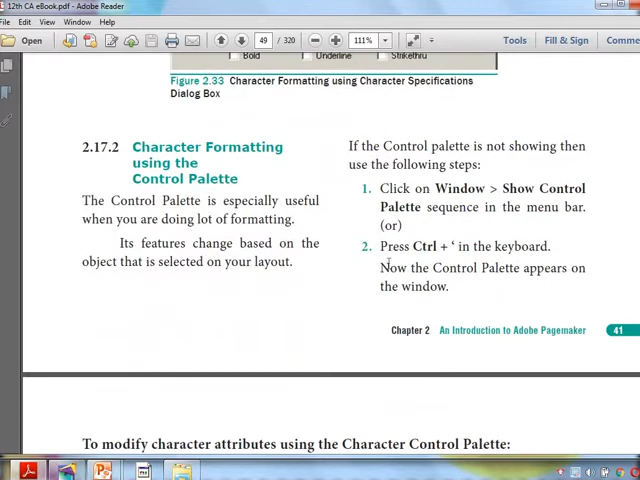 12th CA eBook.pdf - Adobe Reader
File Edit View Window Help
Open 49 / 320 111% Tools Fill & Sign Comme
Bold Underline Strikethru
Figure 2.33 Character Formatting using Character Specifications
Dialog Box
2.17.2 Character Formatting
using the
Control Palette
The Control Palette is especially useful
when you are doing lot of formatting.
Its features change based on the
object that is selected on your layout.
If the Control palette is not showing then
use the following steps:
1. Click on Window > Show Control
Palette sequence in the menu bar.
(or)
2. Press Ctrl + ‘ in the keyboard.
Now the Control Palette appears on
the window.
Chapter 2 An Introduction to Adobe Pagemaker 41
To modify character attributes using the Character Control Palette: